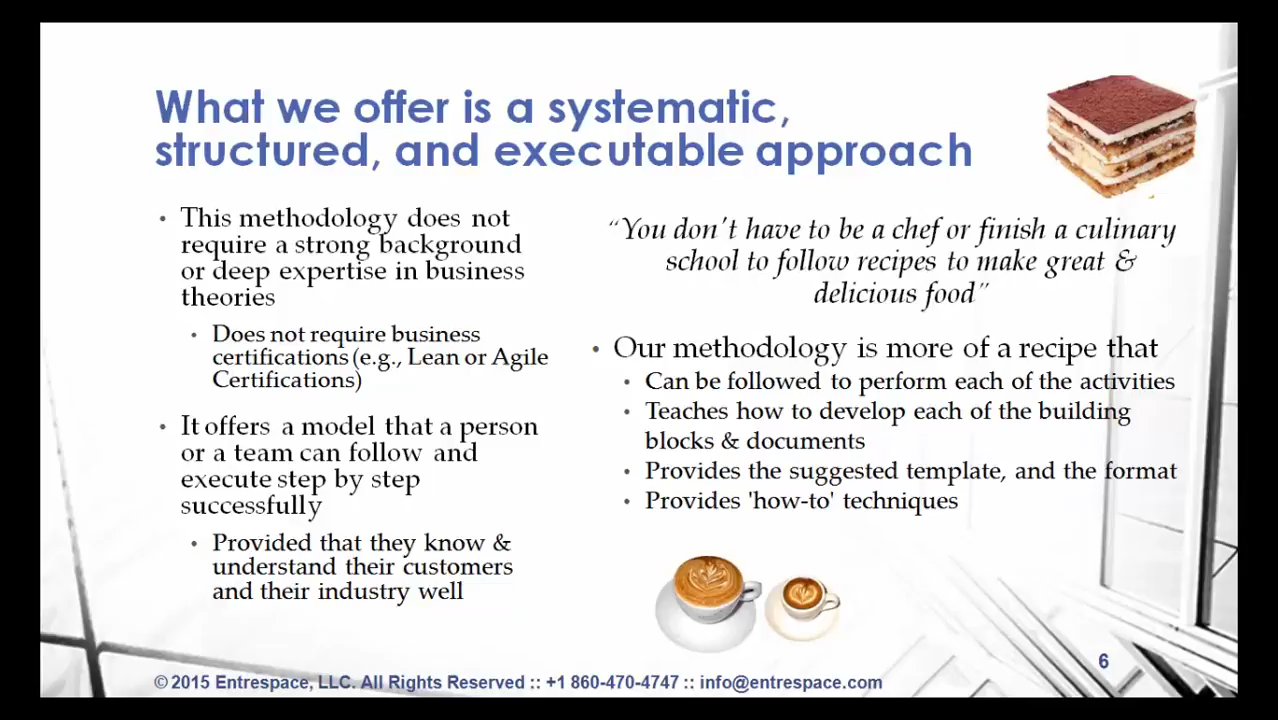 What we offer is a systematic,
structured, and executable approach
• This methodology does not
require a strong background
or deep expertise in business
theories
• Does not require business
certifications (e.g., Lean or Agile
Certifications)
• It offers a model that a person
or a team can follow and
execute step by step
successfully
• Provided that they know &
understand their customers
and their industry well
“You don't have to be a chef or finish a culinary
school to follow recipes to make great &
delicious food”
• Our methodology is more of a recipe that
• Can be followed to perform each of the activities
• Teaches how to develop each of the building
blocks & documents
• Provides the suggested template, and the format
• Provides 'how-to' techniques
6
© 2015 Entrespace, LLC. All Rights Reserved :: +1 860-470-4747 :: info@entrespace.com